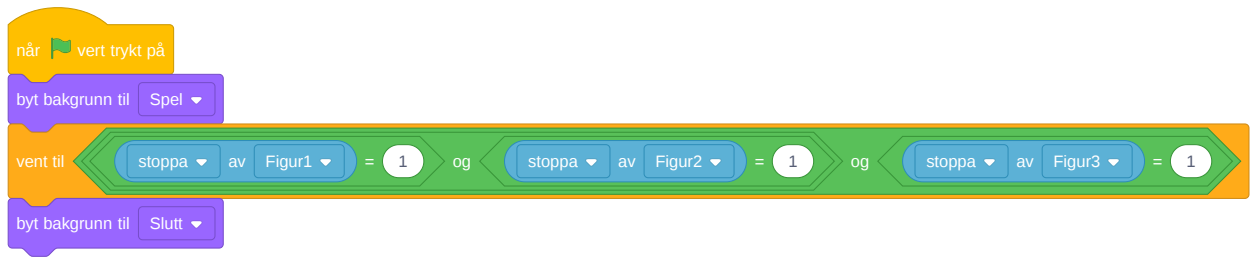 når vert trykt på
byt bakgrunn til Spel
vent til stoppa av Figur1 = 1 og stoppa av Figur2 = 1 og stoppa av Figur3 = 1
byt bakgrunn til Slutt